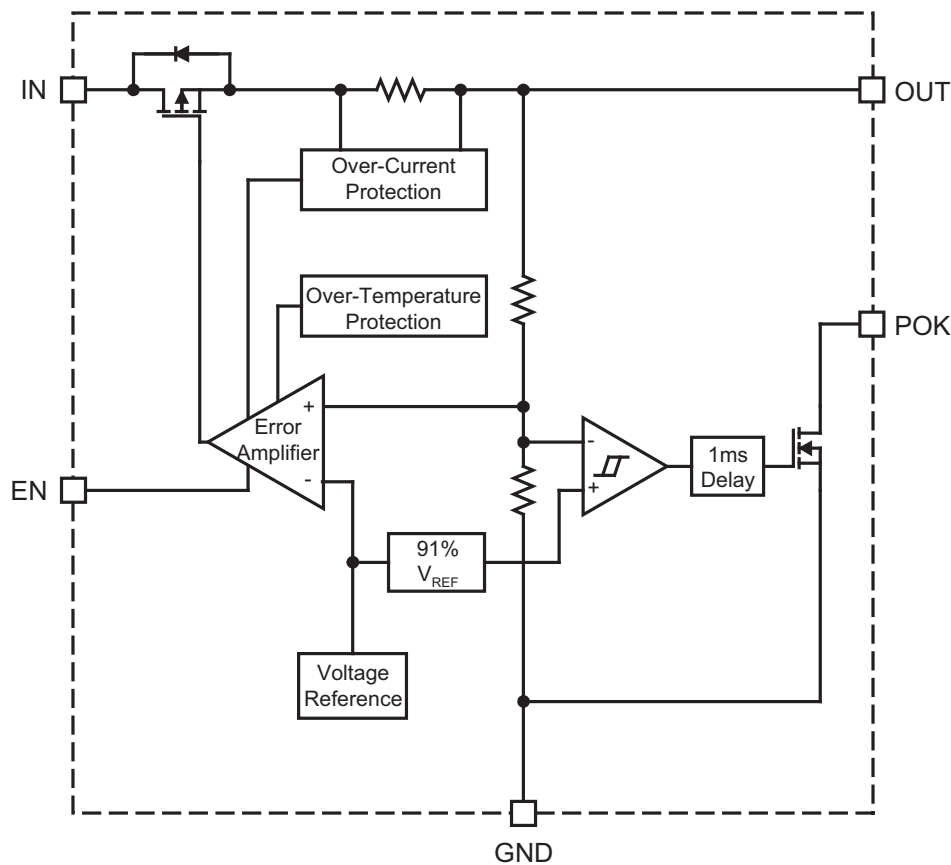 IN
OUT
Over-Current
Protection
Over-Temperature
Protection
POK
+
Error
Amplifier
-
-
+
1ms
Delay
EN
91%
VREF
Voltage
Reference
GND